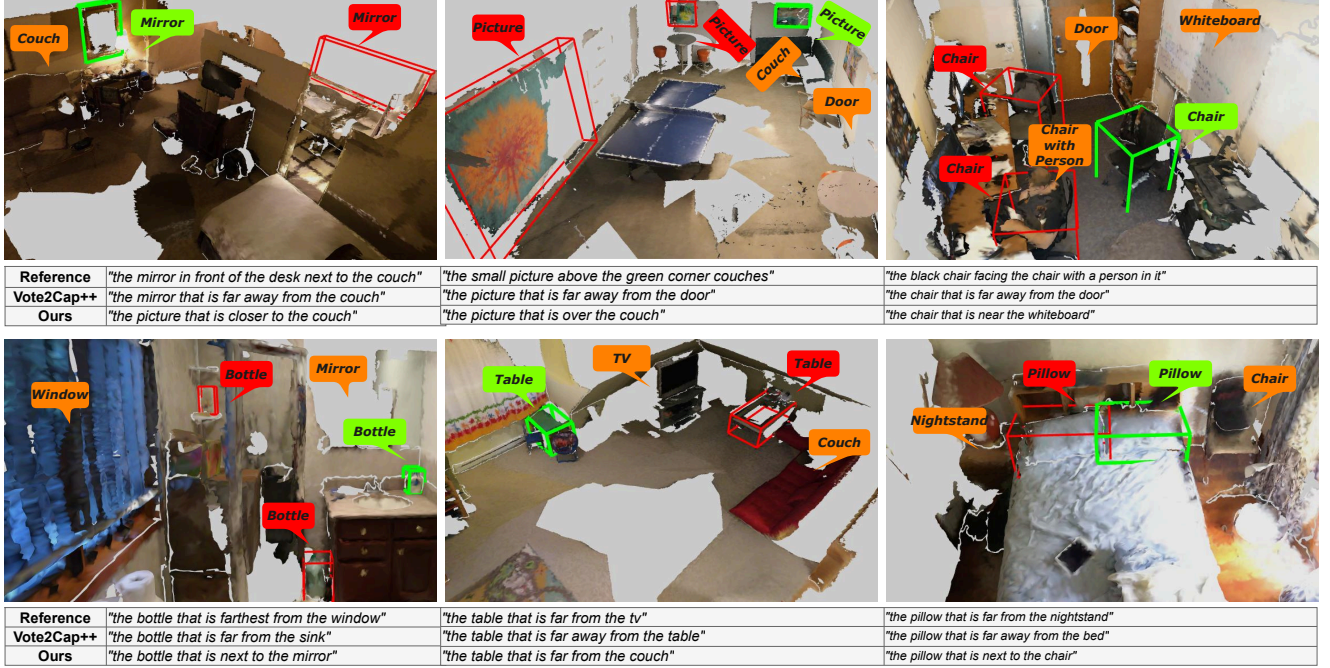 Couch
Mirror
Mirror
Picture
Picture
Picture
Couch
Door
Chair
Door
Whiteboard
Chair
Chair with Person
Chair
Reference "the mirror in front of the desk next to the couch" "the small picture above the green corner couches" "the black chair facing the chair with a person in it"
Vote2Cap++ "the mirror that is far away from the couch" "the picture that is far away from the door" "the chair that is far away from the door"
Ours "the picture that is closer to the couch" "the picture that is over the couch" "the chair that is near the whiteboard"
Window
Bottle
Mirror
Bottle
Bottle
Table
TV
Table
Couch
Pillow
Pillow
Chair
Nightstand
Reference "the bottle that is farthest from the window" "the table that is far from the tv" "the pillow that is far from the nightstand"
Vote2Cap++ "the bottle that is far from the sink" "the table that is far away from the table" "the pillow that is far away from the bed"
Ours "the bottle that is next to the mirror" "the table that is far from the couch" "the pillow that is next to the chair"